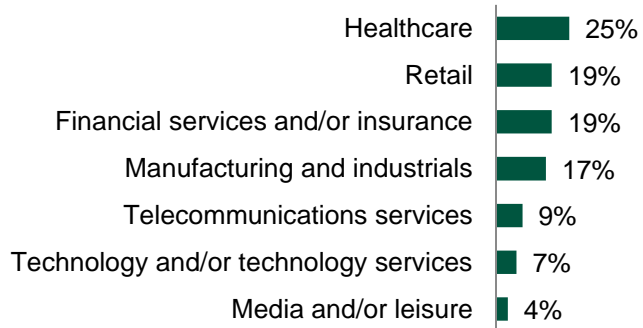 Healthcare 25%
Retail 19%
Financial services and/or insurance 19%
Manufacturing and industrials 17%
Telecommunications services 9%
Technology and/or technology services 7%
Media and/or leisure 4%